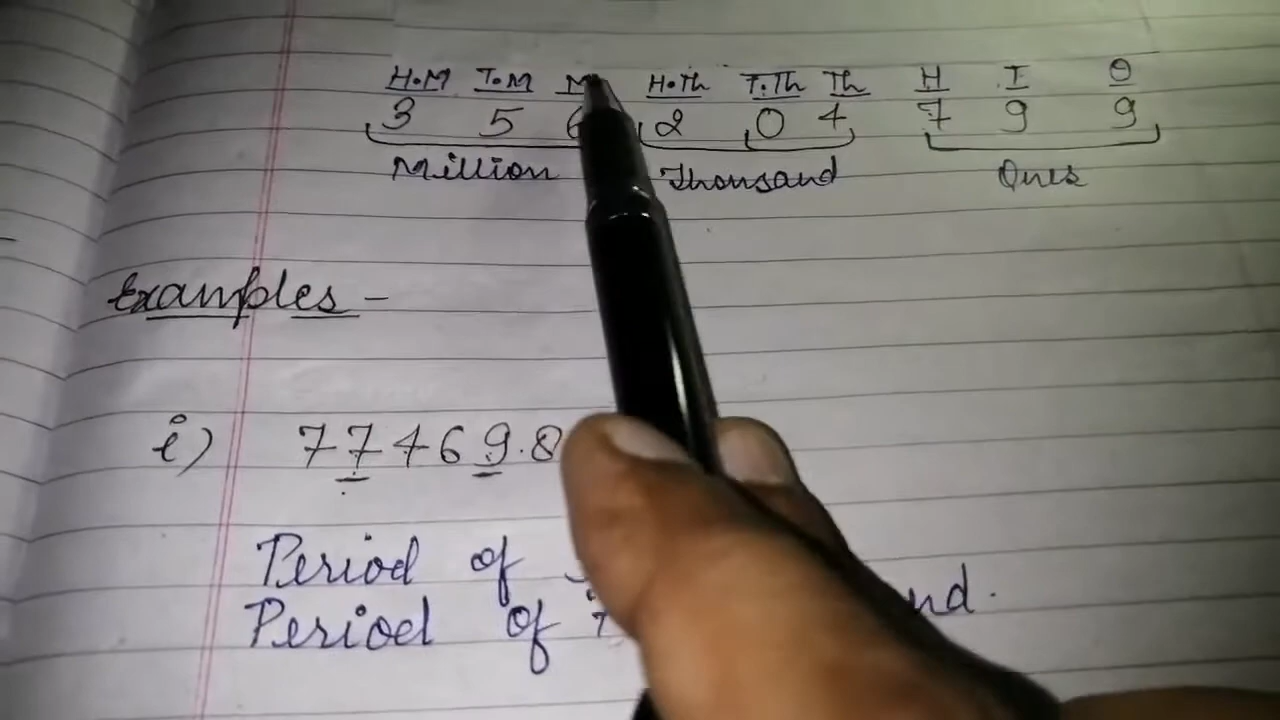 H.M T.M M H.Th T.Th Th H T O
3 5 6 2 0 4 7 9 9
Million Thousand Ones
Examples -
i) 77469.8
Period of
Period of 7